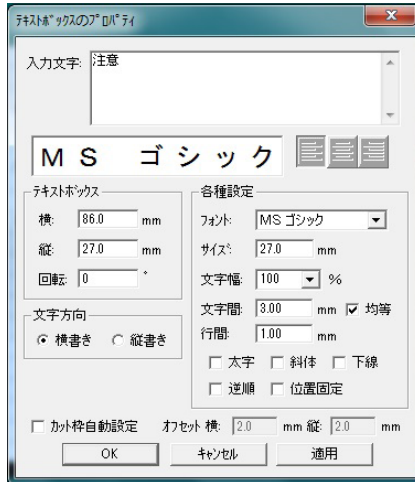 ﾃｷｽﾄﾎﾞｯｸｽのﾌﾟﾛﾊﾟﾃｨ
入力文字: 注意
ＭＳ ゴシック
ﾃｷｽﾄﾎﾞｯｸｽ
横: 86.0 mm
縦: 27.0 mm
回転: 0 °
文字方向
横書き 縦書き
各種設定
ﾌｫﾝﾄ: MS ゴシック
ｻｲｽﾞ: 27.0 mm
文字幅: 100 %
文字間: 3.00 mm 均等
行間: 1.00 mm
太字 斜体 下線
逆順 位置固定
ｶｯﾄ枠自動設定 ｵﾌｾｯﾄ 横: 2.0 mm 縦: 2.0 mm
OK ｷｬﾝｾﾙ 適用